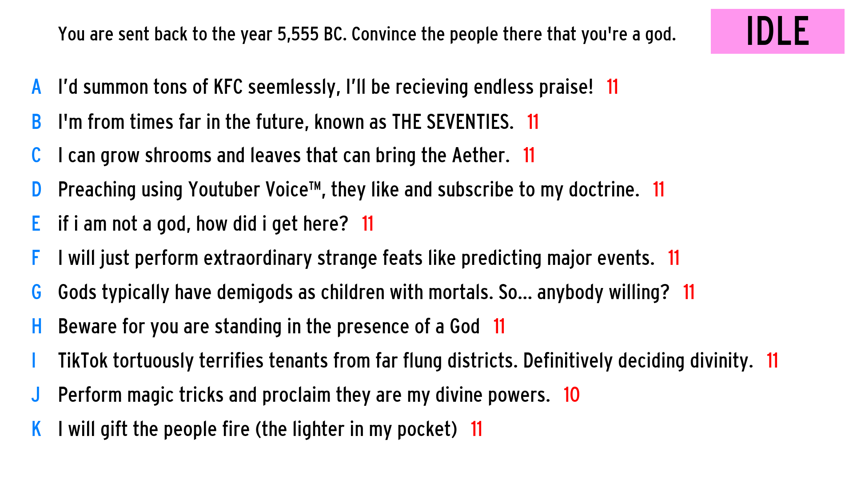 You are sent back to the year 5,555 BC. Convince the people there that you're a god.
IDLE
A I'd summon tons of KFC seemlessly, I'll be recieving endless praise! 11
B I'm from times far in the future, known as THE SEVENTIES. 11
C I can grow shrooms and leaves that can bring the Aether. 11
D Preaching using Youtuber Voice™, they like and subscribe to my doctrine. 11
E if i am not a god, how did i get here? 11
F I will just perform extraordinary strange feats like predicting major events. 11
G Gods typically have demigods as children with mortals. So... anybody willing? 11
H Beware for you are standing in the presence of a God 11
I TikTok tortuously terrifies tenants from far flung districts. Definitively deciding divinity. 11
J Perform magic tricks and proclaim they are my divine powers. 10
K I will gift the people fire (the lighter in my pocket) 11